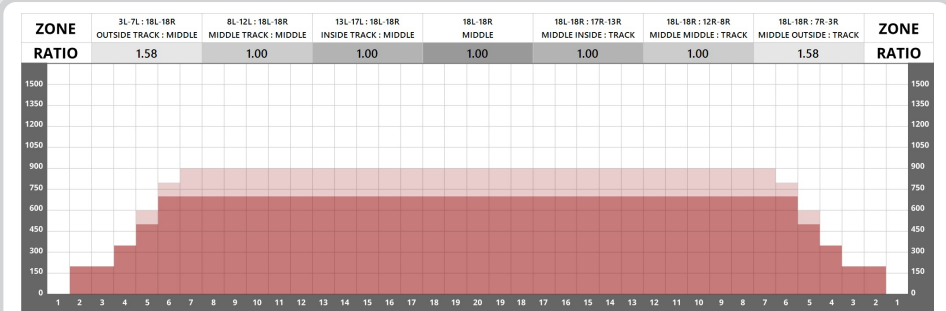 ZONE 3L-7L : 18L-18R 8L-12L : 18L-18R 13L-17L : 18L-18R 18L-18R 18L-18R : 17R-13R 18L-18R : 12R-8R 18L-18R : 7R-3R ZONE
OUTSIDE TRACK : MIDDLE MIDDLE TRACK : MIDDLE INSIDE TRACK : MIDDLE MIDDLE MIDDLE INSIDE : TRACK MIDDLE MIDDLE : TRACK MIDDLE OUTSIDE : TRACK
RATIO 1.58 1.00 1.00 1.00 1.00 1.00 1.58 RATIO
1500 1500
1350 1350
1200 1200
1050 1050
900 900
750 750
600 600
450 450
300 300
150 150
0 0
1 2 3 4 5 6 7 8 9 10 11 12 13 14 15 16 17 18 19 20 19 18 17 16 15 14 13 12 11 10 9 8 7 6 5 4 3 2 1